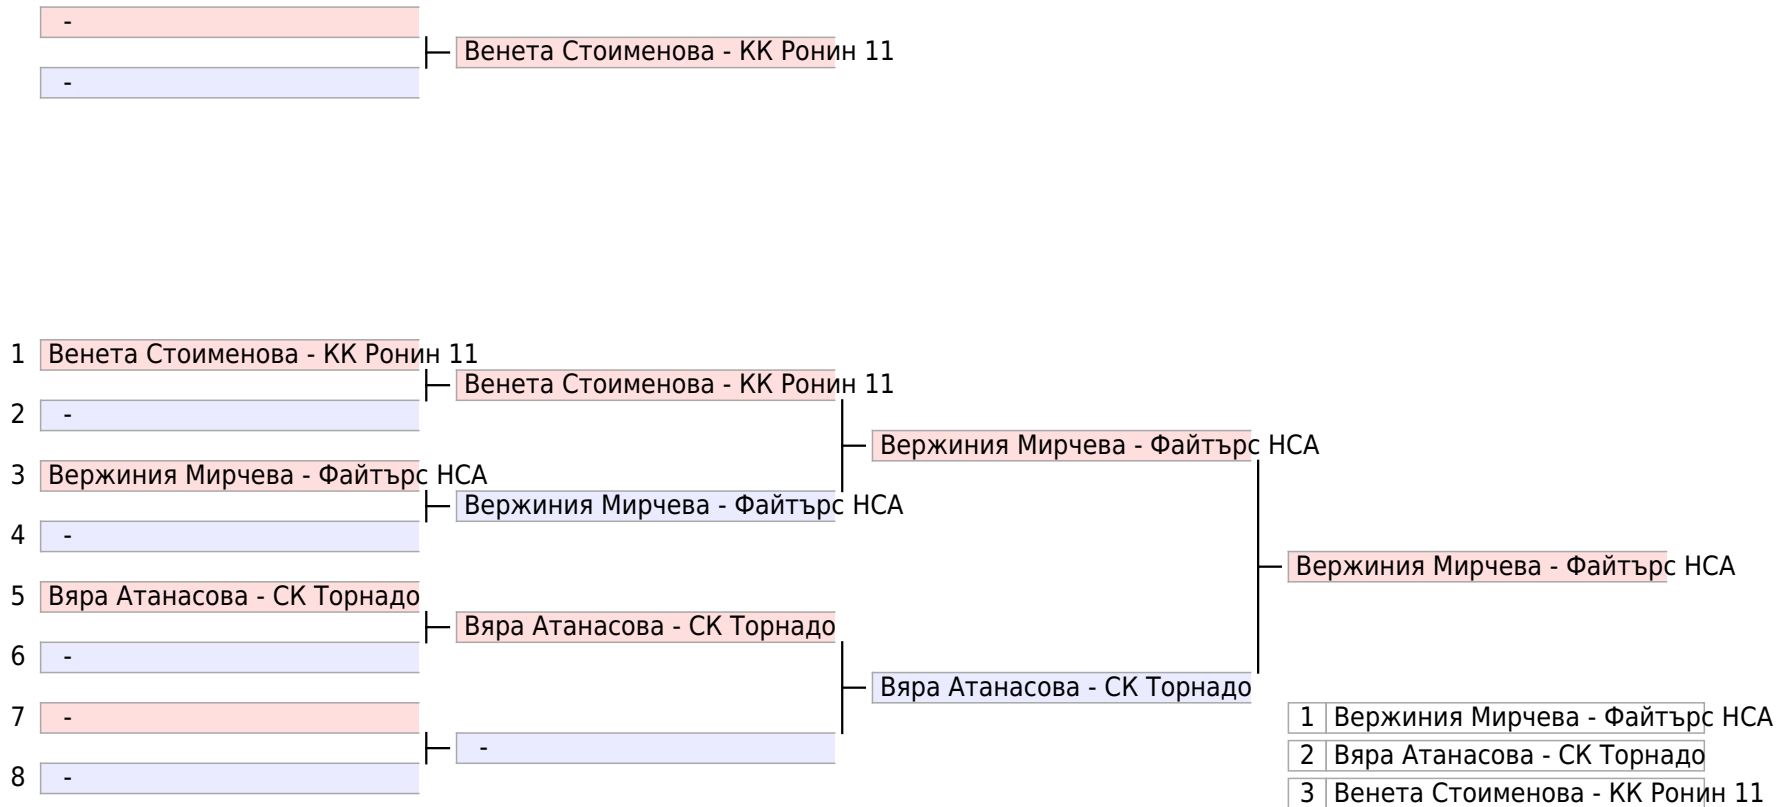 -
Венета Стоименова - КК Ронин 11
-
1 Венета Стоименова - КК Ронин 11
Венета Стоименова - КК Ронин 11
2 -
Вержиния Мирчева - Файтърс НСА
3 Вержиния Мирчева - Файтърс НСА
Вержиния Мирчева - Файтърс НСА
4 -
Вержиния Мирчева - Файтърс НСА
5 Вяра Атанасова - СК Торнадо
Вяра Атанасова - СК Торнадо
6 -
Вяра Атанасова - СК Торнадо
7 -
-
8 -
1 Вержиния Мирчева - Файтърс НСА
2 Вяра Атанасова - СК Торнадо
3 Венета Стоименова - КК Ронин 11